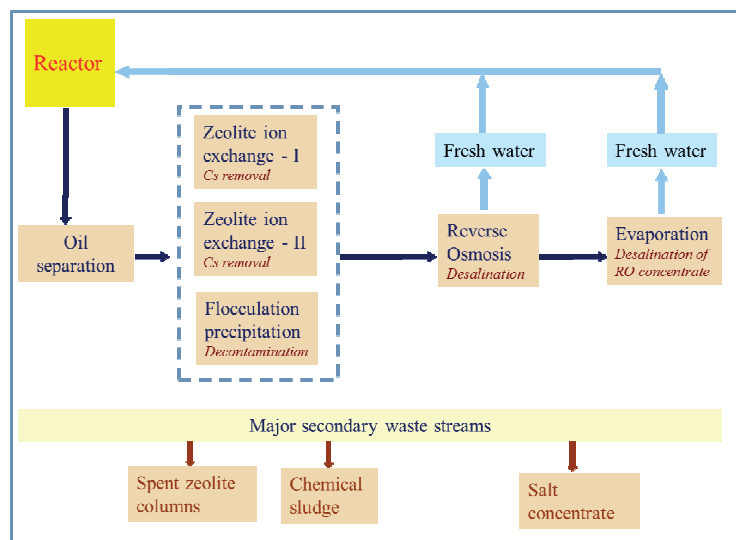 Reactor
Zeolite ion
exchange - I
Cs removal
Fresh water
Fresh water
Oil
separation
Zeolite ion
exchange - II
Cs removal
Reverse
Osmosis
Desalination
Evaporation
Desalination of
RO concentrate
Flocculation
precipitation
Decontamination
Major secondary waste streams
Spent zeolite
columns
Chemical
sludge
Salt
concentrate